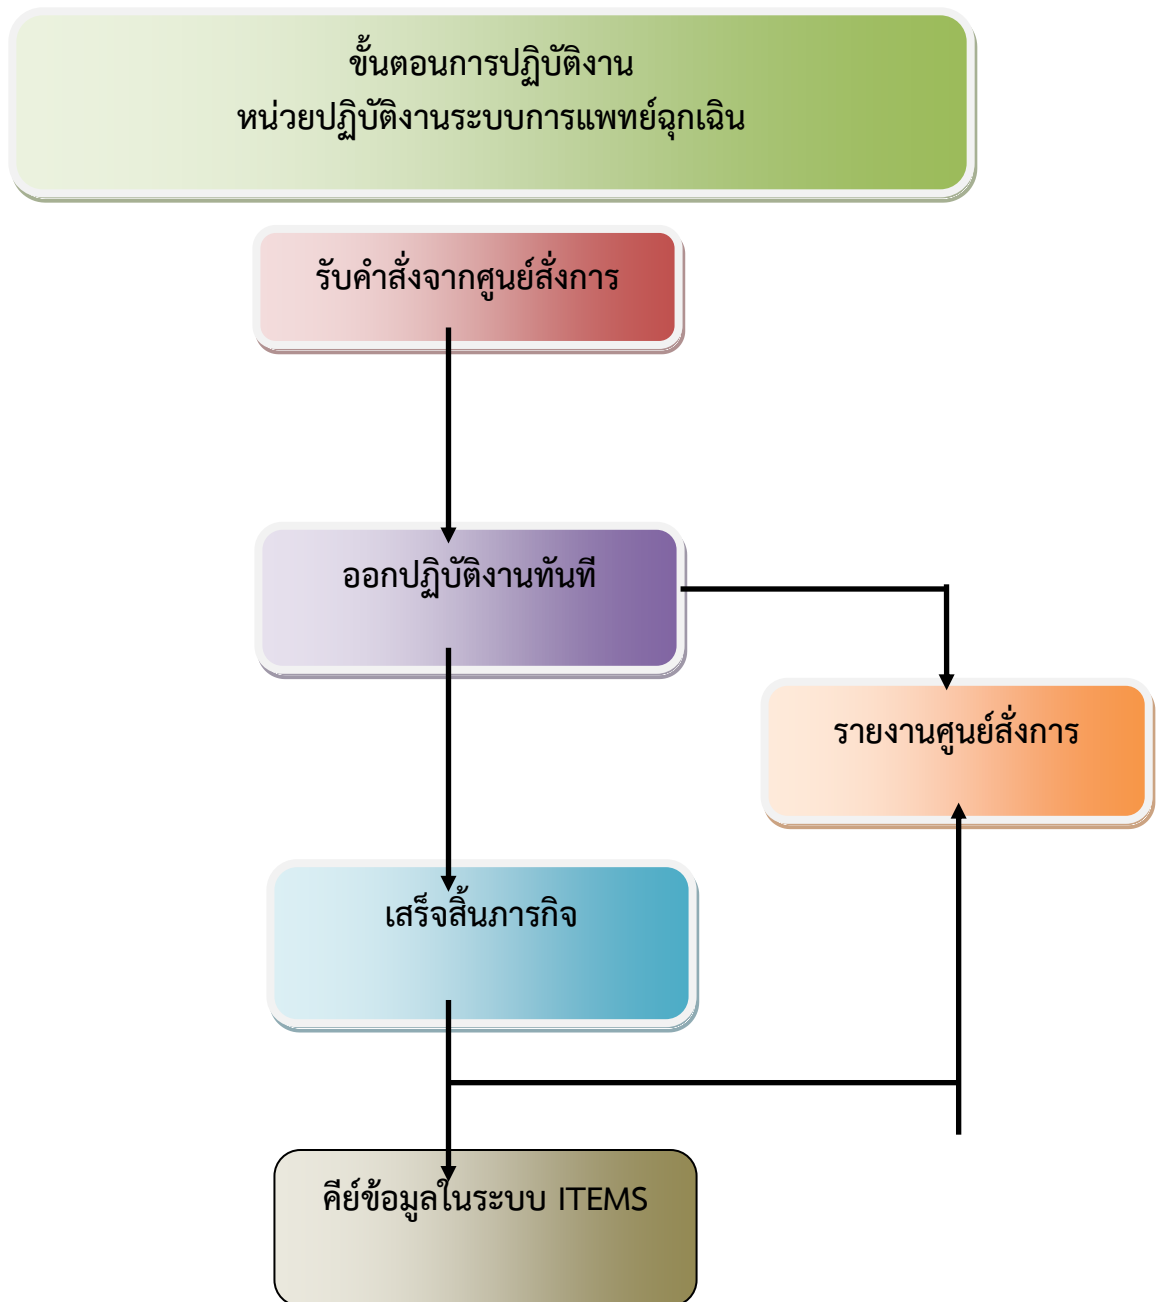 ขั้นตอนการปฏิบัติงาน
หน่วยปฏิบัติงานระบบการแพทย์ฉุกเฉิน
รับคำสั่งจากศูนย์สั่งการ
ออกปฏิบัติงานทันที
รายงานศูนย์สั่งการ
เสร็จสิ้นภารกิจ
คีย์ข้อมูลในระบบ ITEMS